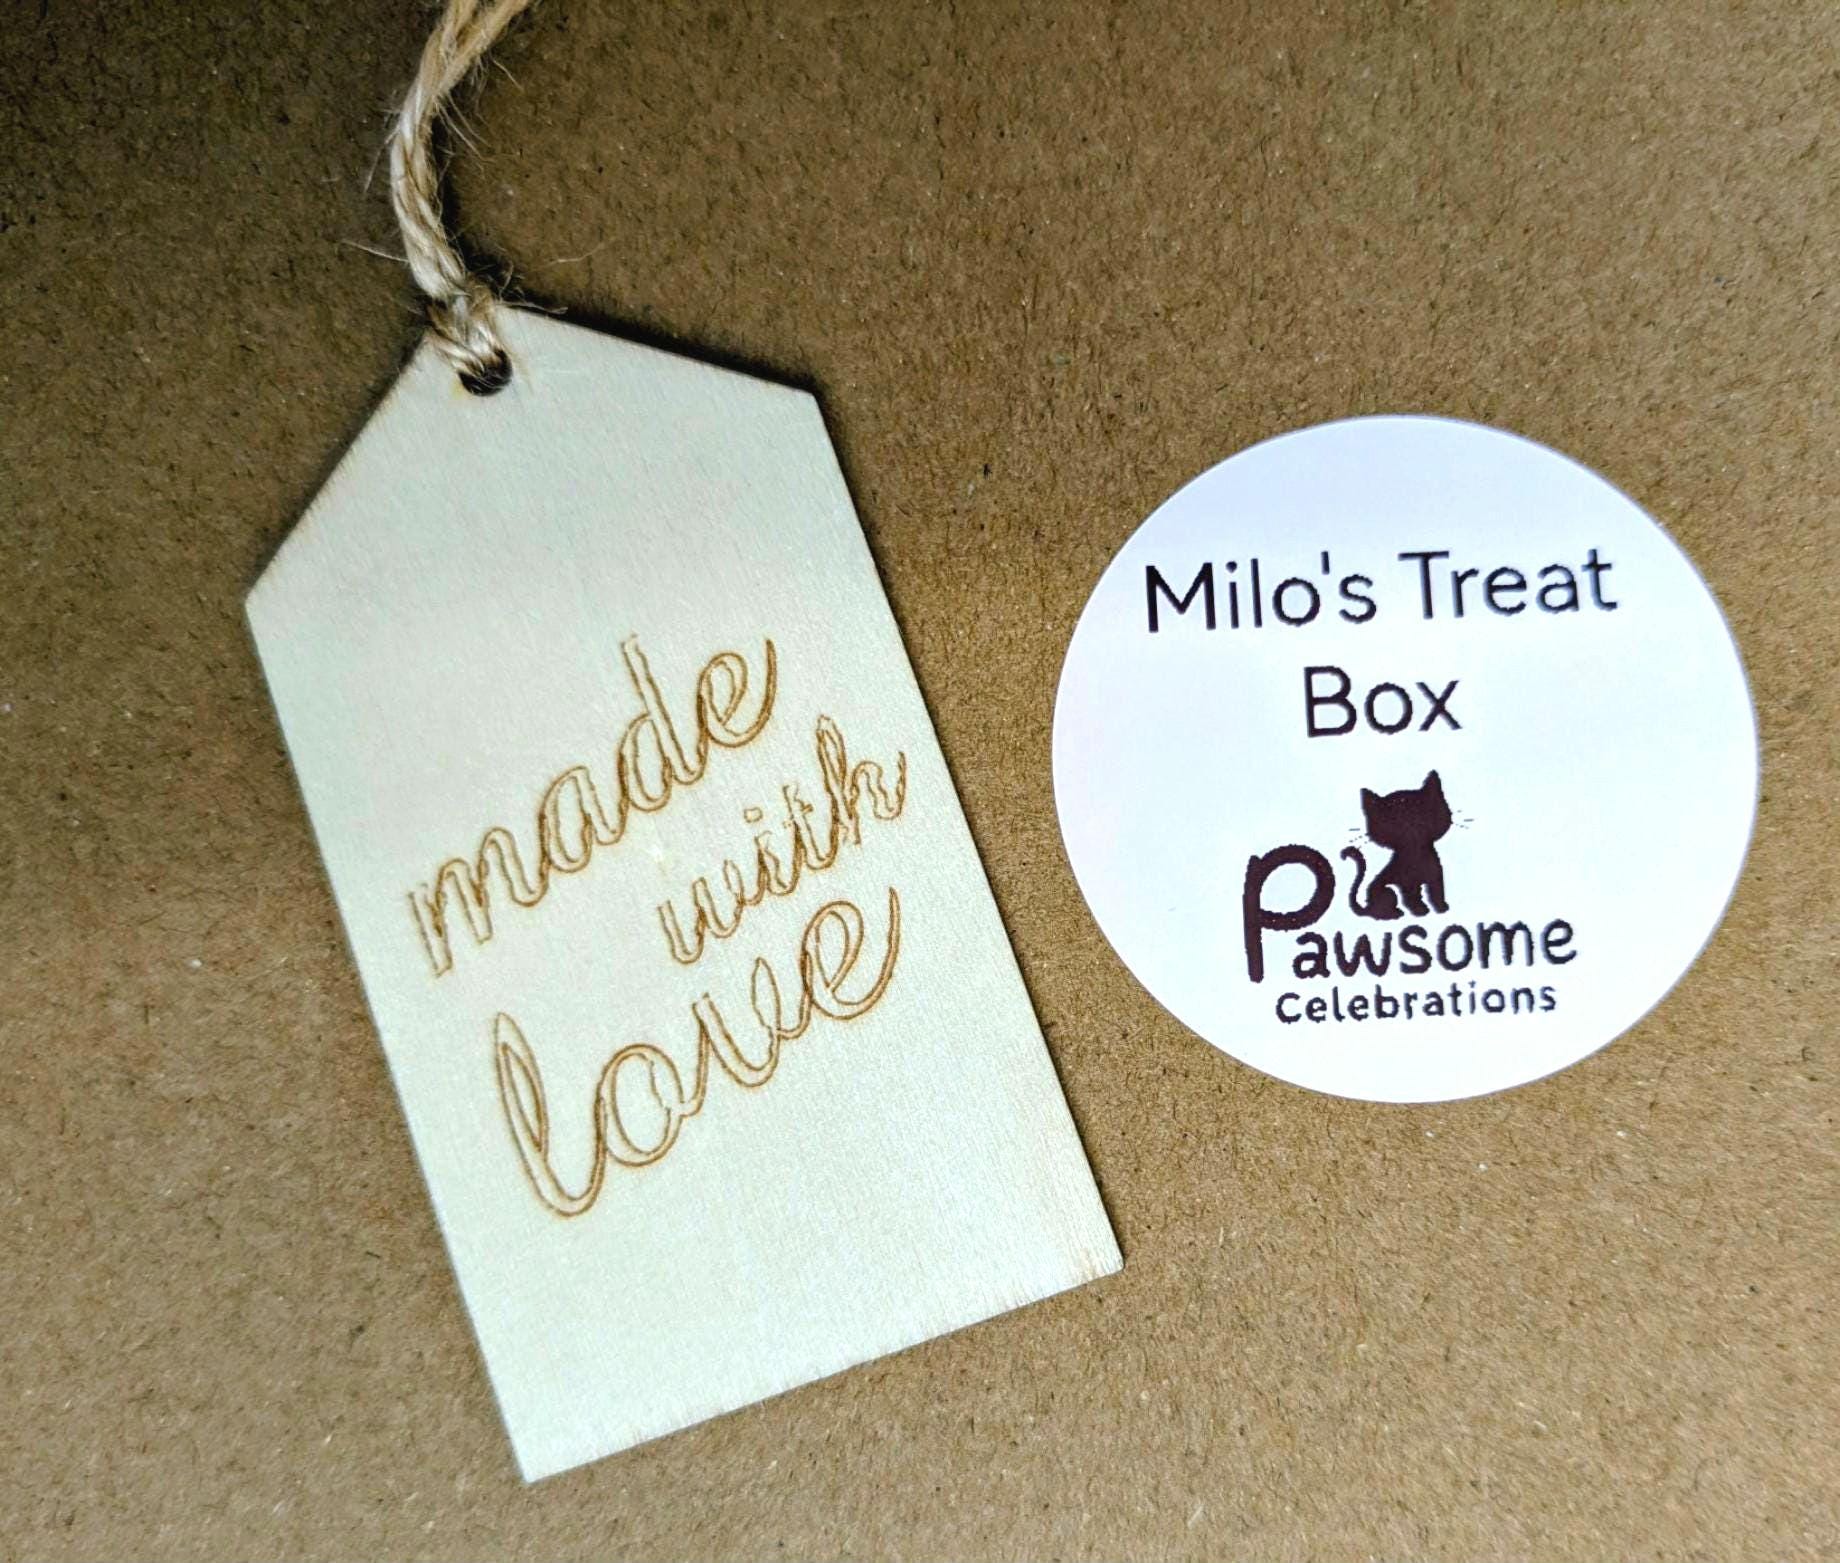 made
with
love
Milo's Treat
Box
Pawsome
Celebrations